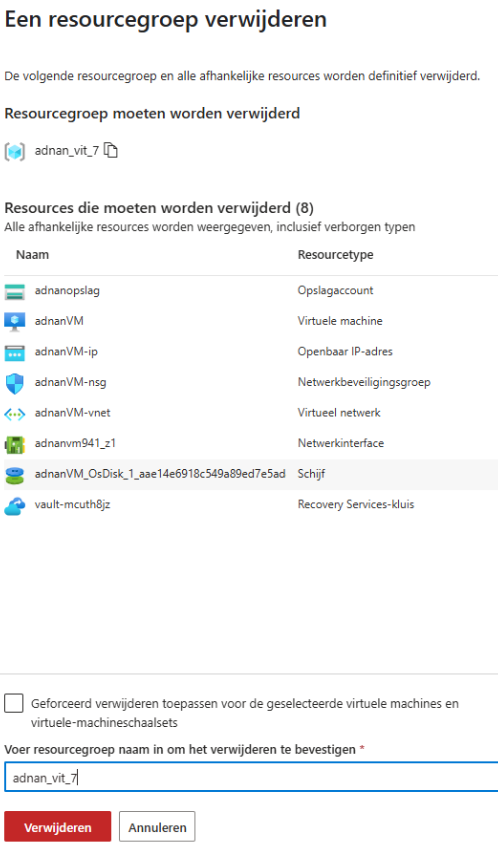 Een resourcegroep verwijderen
De volgende resourcegroep en alle afhankelijke resources worden definitief verwijderd.
Resourcegroep moeten worden verwijderd
adnan_vit_7
Resources die moeten worden verwijderd (8)
Alle afhankelijke resources worden weergegeven, inclusief verborgen typen
Naam Resourcetype
adnanopslag Opslagaccount
adnanVM Virtuele machine
adnanVM-ip Openbaar IP-adres
adnanVM-nsg Netwerkbeveiligingsgroep
adnanVM-vnet Virtueel netwerk
adnanvm941_z1 Netwerkinterface
adnanVM_OsDisk_1_aae14e6918c549a89ed7e5ad Schijf
vault-mcuth8jz Recovery Services-kluis
Geforceerd verwijderen toepassen voor de geselecteerde virtuele machines en
virtuele-machineschaalsets
Voer resourcegroep naam in om het verwijderen te bevestigen *
adnan_vit_7
Verwijderen Annuleren